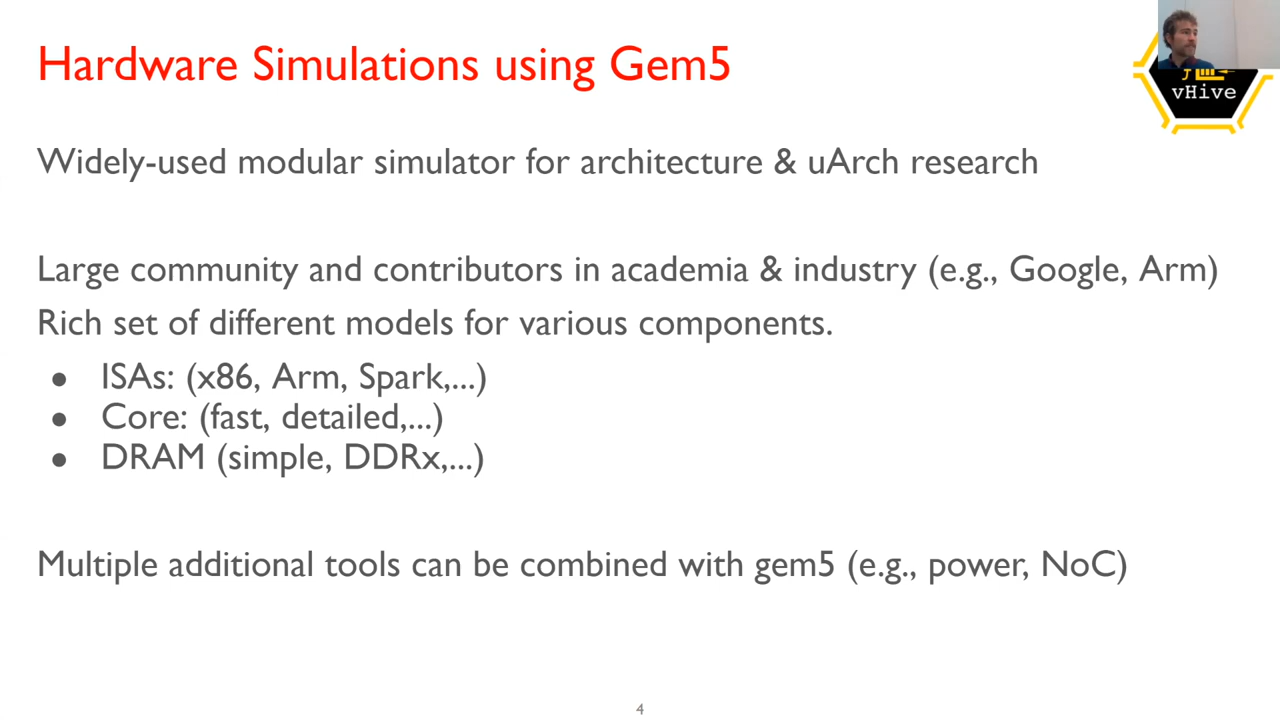 Hardware Simulations using Gem5
vHive
Widely-used modular simulator for architecture & uArch research
Large community and contributors in academia & industry (e.g., Google, Arm)
Rich set of different models for various components.
● ISAs: (x86, Arm, Spark,...)
● Core: (fast, detailed,...)
● DRAM (simple, DDRx,...)
Multiple additional tools can be combined with gem5 (e.g., power, NoC)
4